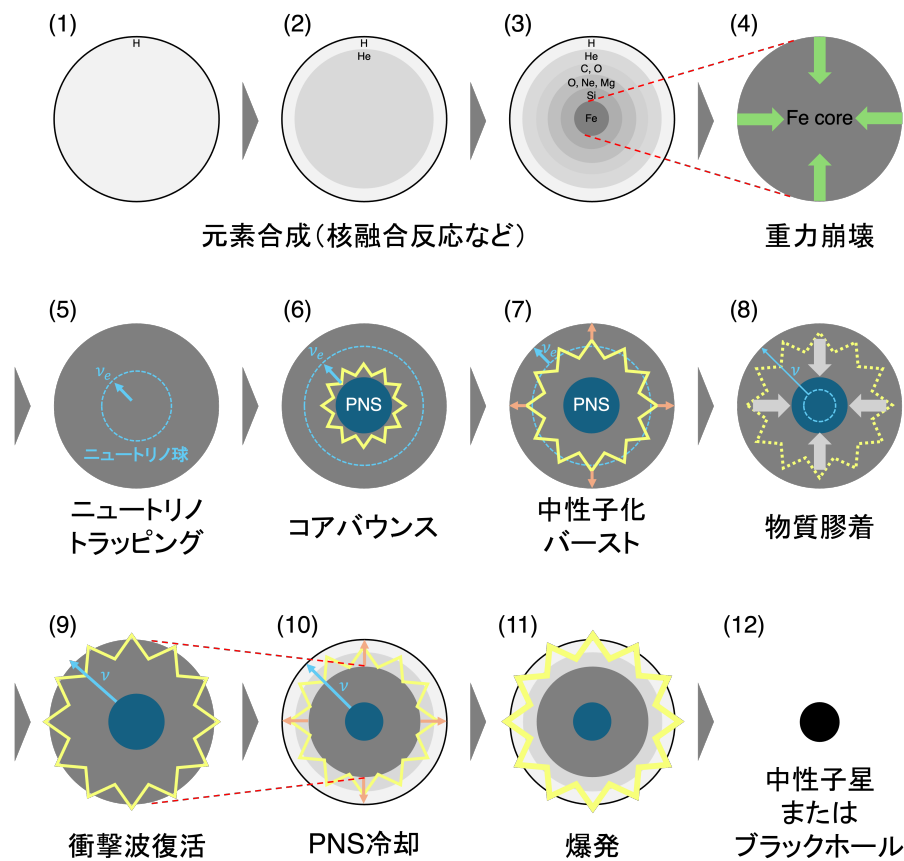 (1)
H
(2)
H
He
(3)
H
He
C, O
O, Ne, Mg
Si
Fe
(4)
Fe core
元素合成（核融合反応など）
重力崩壊
(5)
νe
ニュートリノ球
ニュートリノ
トラッピング
(6)
νe
PNS
コアバウンス
(7)
νe
PNS
中性子化
バースト
(8)
ν
物質膠着
(9)
ν
衝撃波復活
(10)
ν
PNS冷却
(11)
爆発
(12)
中性子星
または
ブラックホール